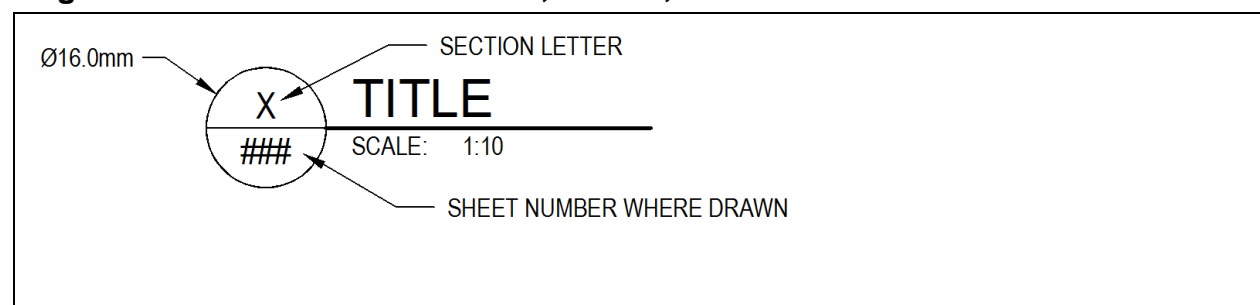 SECTION LETTER
Ø16.0mm
X
TITLE
###
SCALE: 1:10
SHEET NUMBER WHERE DRAWN